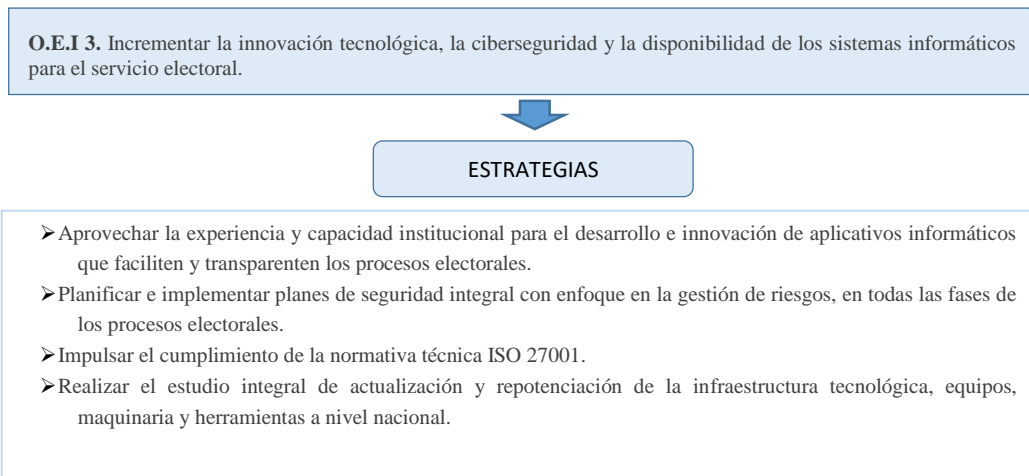 O.E.I 3. Incrementar la innovación tecnológica, la ciberseguridad y la disponibilidad de los sistemas informáticos
para el servicio electoral.
ESTRATEGIAS
➢Aprovechar la experiencia y capacidad institucional para el desarrollo e innovación de aplicativos informáticos
que faciliten y transparenten los procesos electorales.
➢Planificar e implementar planes de seguridad integral con enfoque en la gestión de riesgos, en todas las fases de
los procesos electorales.
➢Impulsar el cumplimiento de la normativa técnica ISO 27001.
➢Realizar el estudio integral de actualización y repotenciación de la infraestructura tecnológica, equipos,
maquinaria y herramientas a nivel nacional.